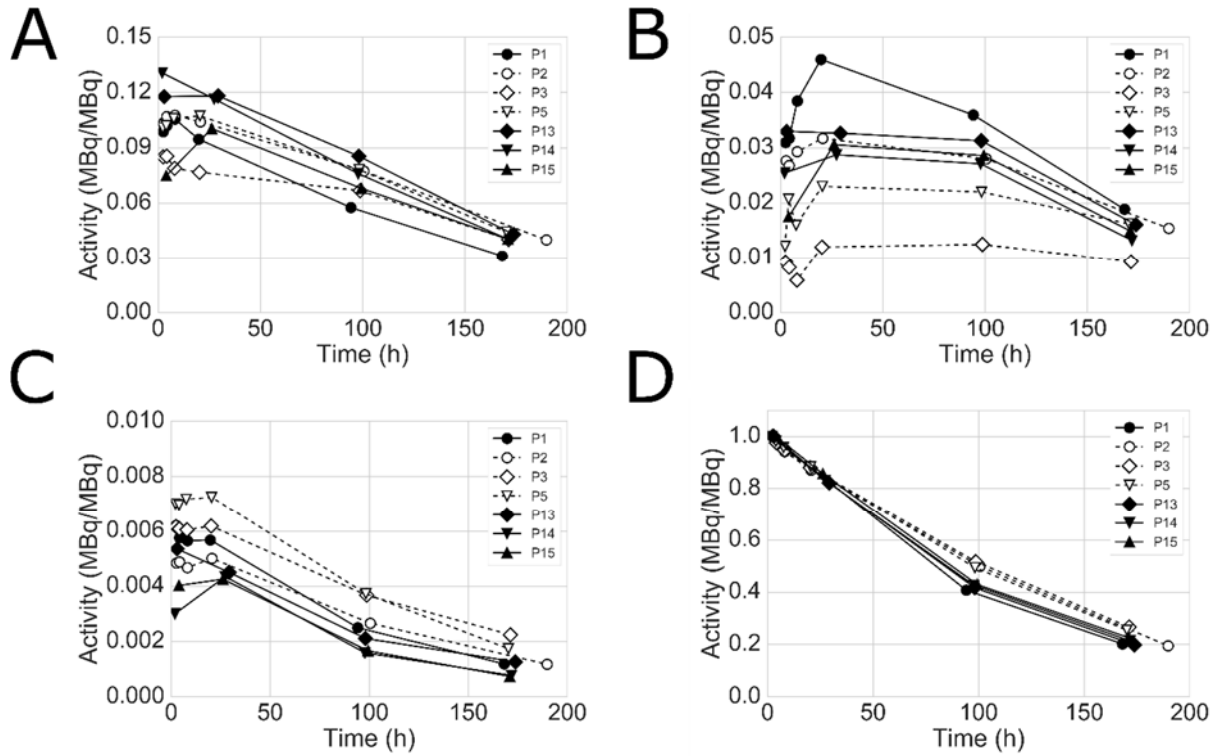 A
Activity (MBq/MBq)
0.15
0.12
0.09
0.06
0.03
0.00
0
50
100
150
200
Time (h)
P1
P2
P3
P5
P13
P14
P15
B
Activity (MBq/MBq)
0.05
0.04
0.03
0.02
0.01
0.00
0
50
100
150
200
Time (h)
P1
P2
P3
P5
P13
P14
P15
C
Activity (MBq/MBq)
0.010
0.008
0.006
0.004
0.002
0.000
0
50
100
150
200
Time (h)
P1
P2
P3
P5
P13
P14
P15
D
Activity (MBq/MBq)
1.0
0.8
0.6
0.4
0.2
0.0
0
50
100
150
200
Time (h)
P1
P2
P3
P5
P13
P14
P15